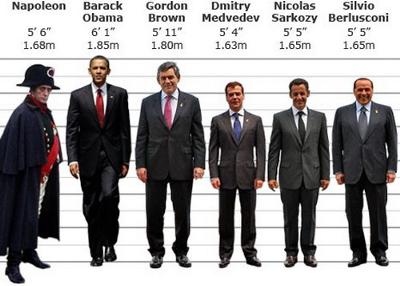 Napoleon
5' 6"
1.68m
Barack
Obama
6' 1"
1.85m
Gordon
Brown
5' 11"
1.80m
Dmitry
Medvedev
5' 4"
1.63m
Nicolas
Sarkozy
5' 5"
1.65m
Silvio
Berlusconi
5' 5"
1.65m